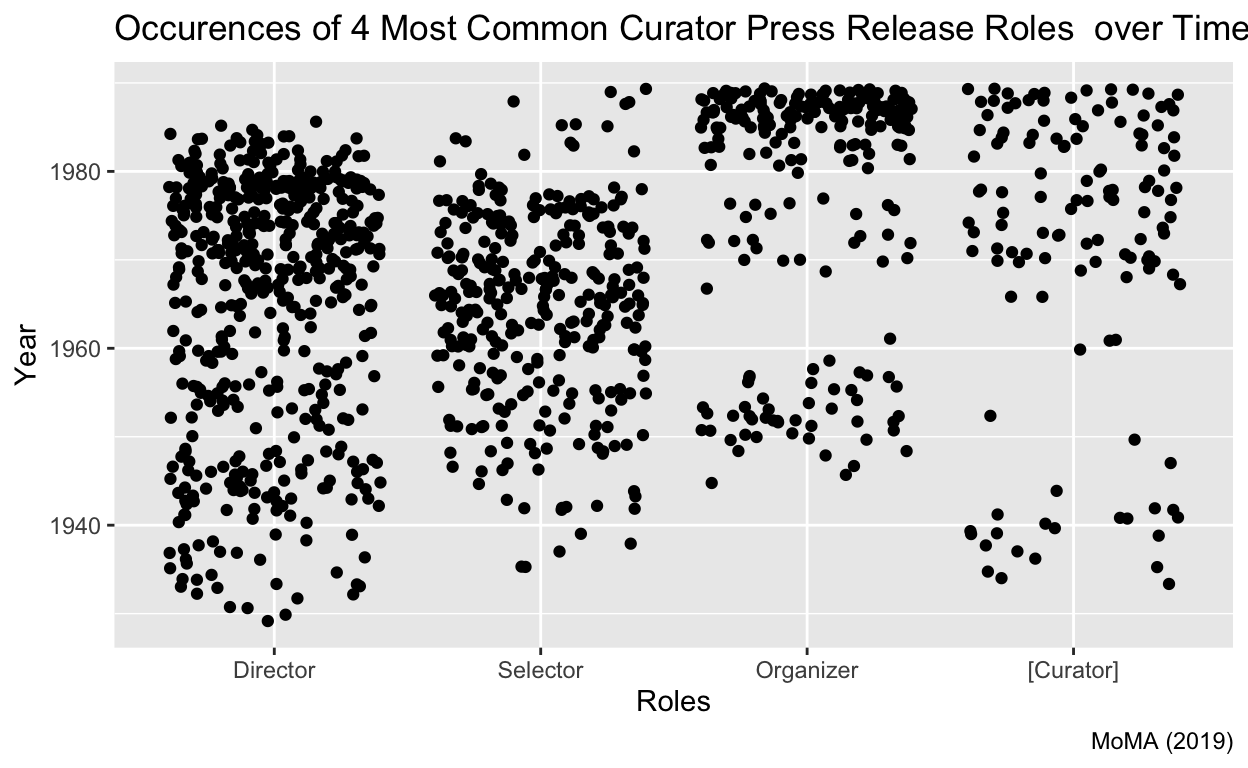 Occurences of 4 Most Common Curator Press Release Roles  over Time
Year
1980
1960
1940
Director Selector Organizer [Curator]
Roles
MoMA (2019)